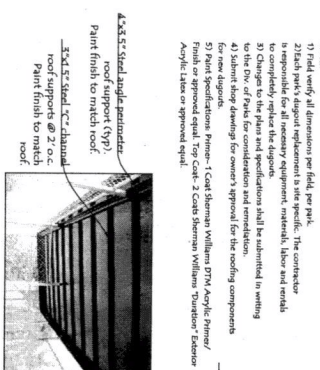 1) Field verify all dimensions per field, per park.
2)Each park's dugout replacement is site specific. The contractor
is responsible for all necessary equipment, materials, labor and rentals
to completely replace the dugouts.
3) Changes to the plans and specifications shall be submitted in writing
to the Div. of Parks for consideration and remediation.
4) Submit shop drawings for owner's approval for the roofing components
for new dugouts.
5) Paint Specifications: Primer~ 1 Coat Sherman Williams DTM Acrylic Primer/
Finish or approved equal. Top Coat~ 2 Coats Sherman Williams "Duration" Exterior
Acrylic Latex or approved equal.
4"x3.5" Steel angle perimeter
roof support (typ).
Paint finish to match roof.
3"x1.5" Steel "C" channel
roof supports @ 2' o.c.
Paint finish to match
roof.